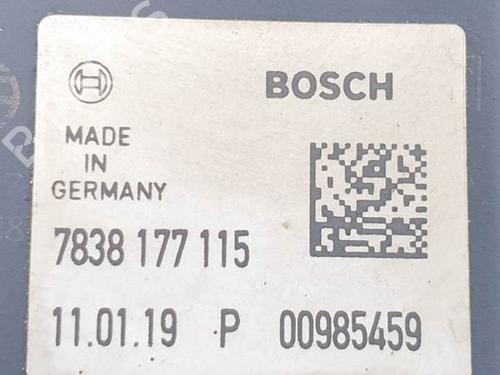 BOSCH
MADE
IN
GERMANY
7838 177 115
11.01.19 P 00985459